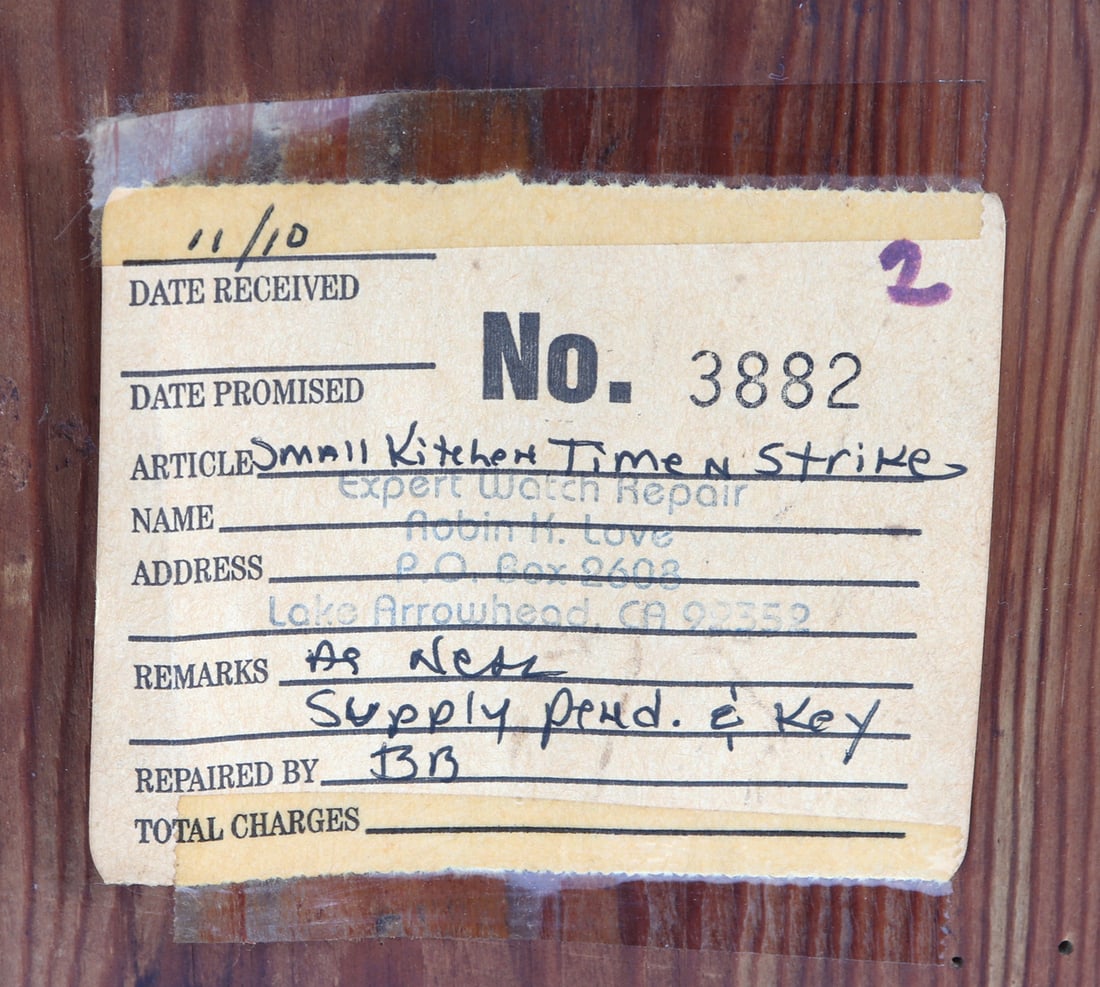 11/10
DATE RECEIVED
2
No. 3882
DATE PROMISED
ARTICLE Small Kitchen Time N Strike
Expert Watch Repair
NAME
Robin K. Love
ADDRESS
P.O. Box 2608
Lake Arrowhead, CA 92352
REMARKS As
Supply pend. & Key
REPAIRED BY BB
TOTAL CHARGES